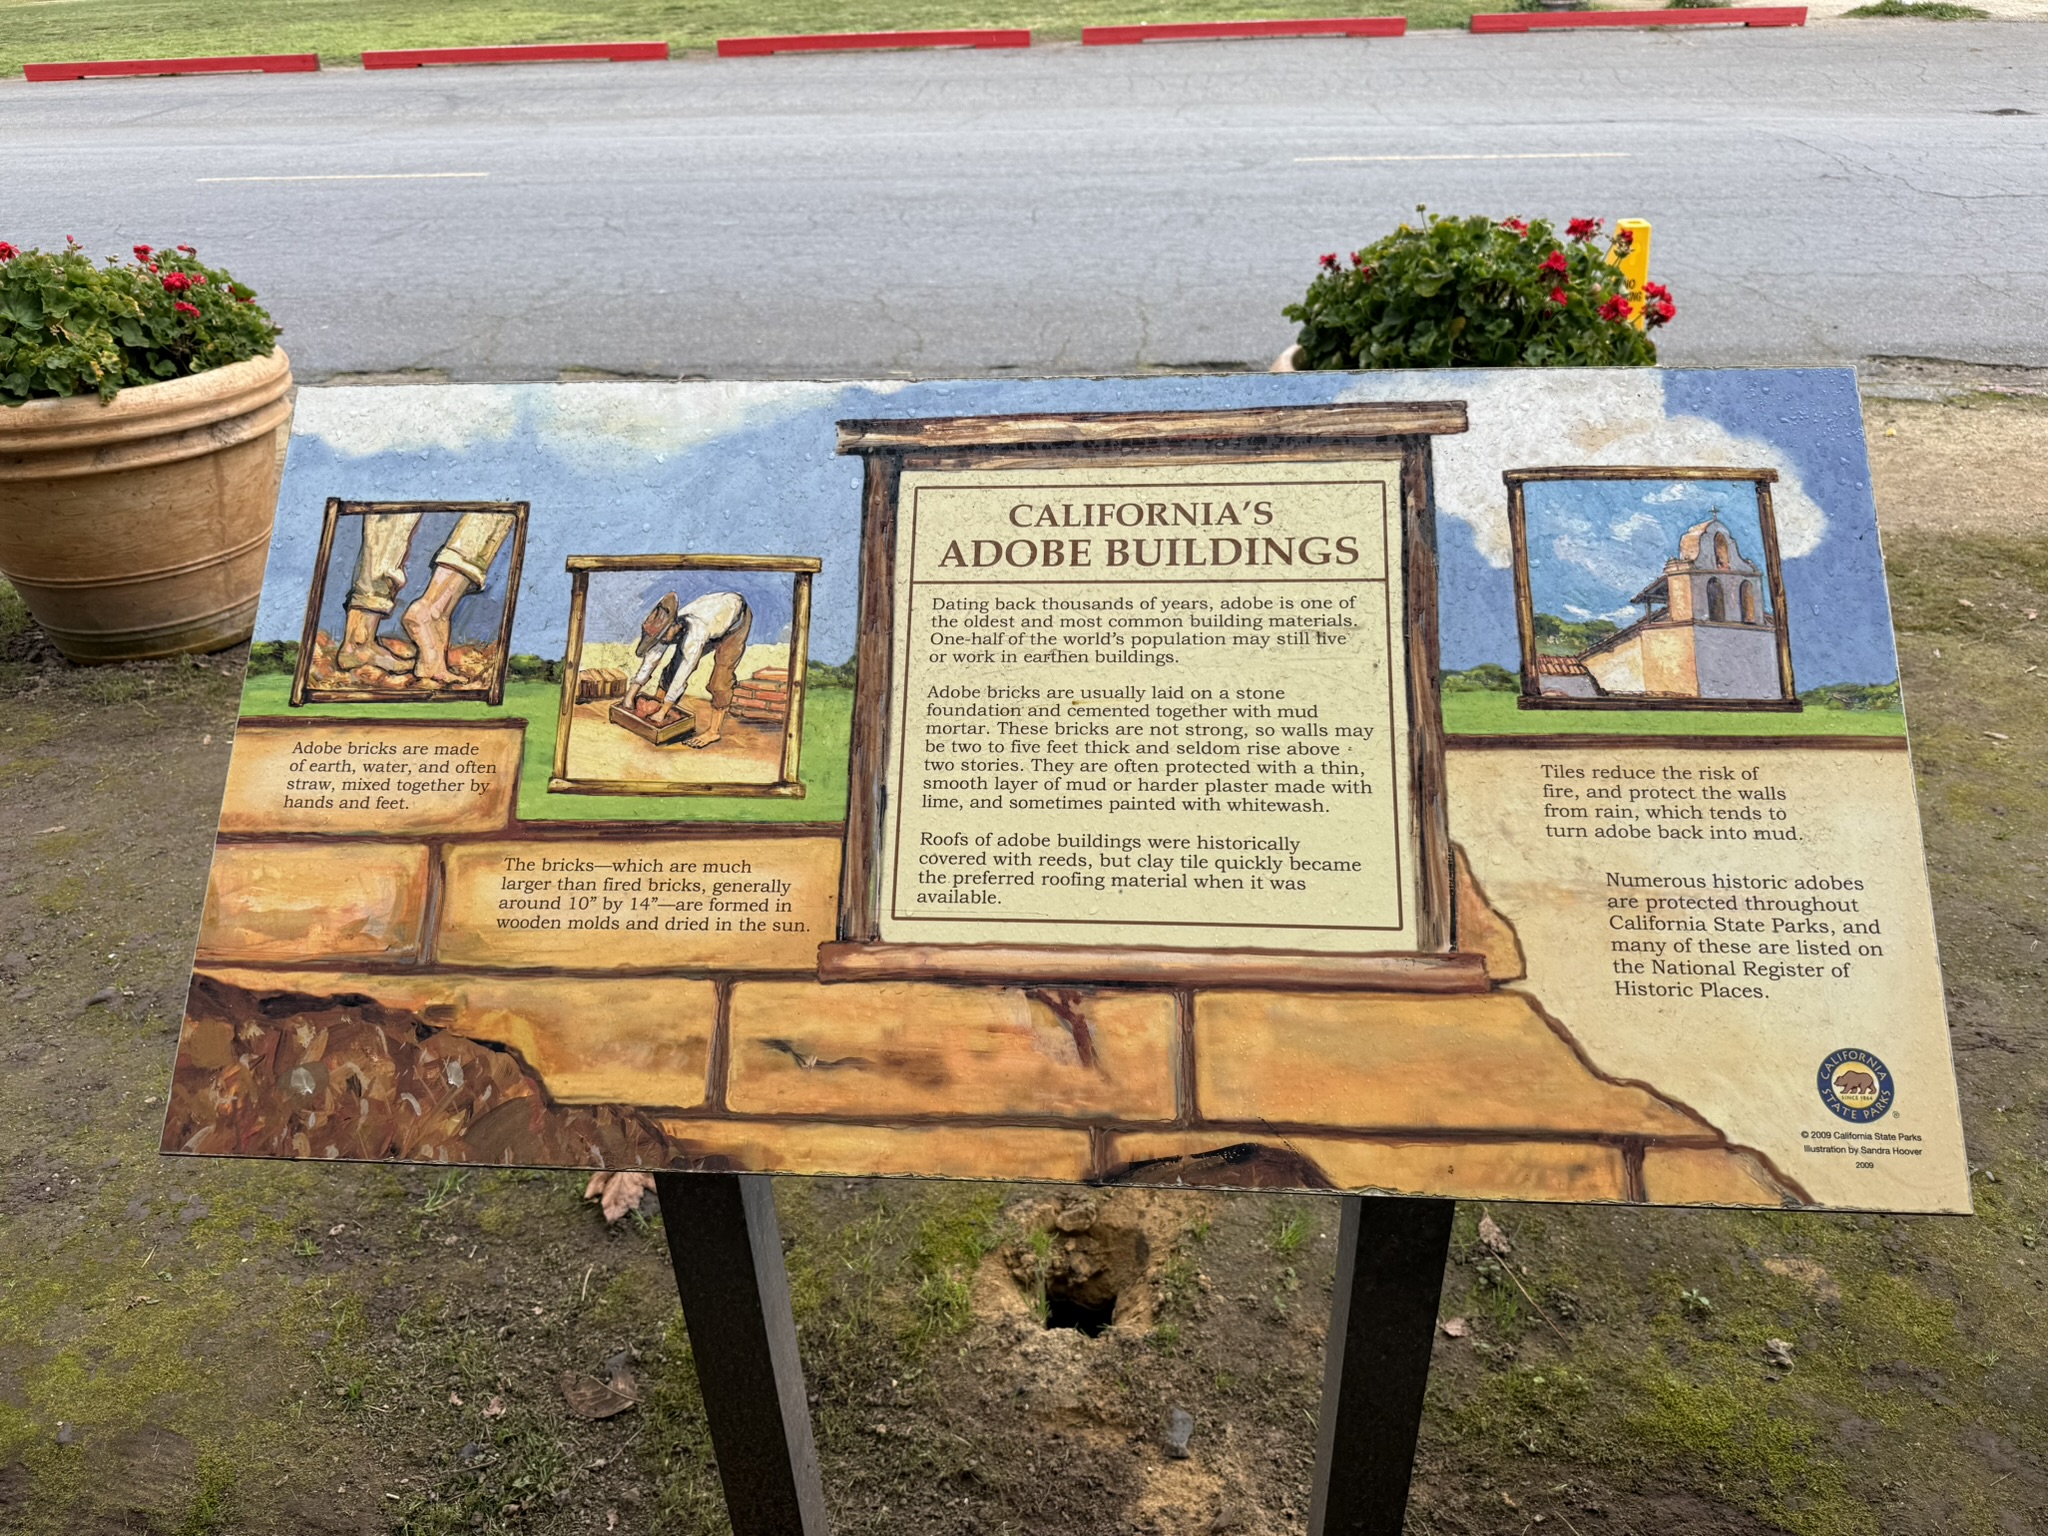 CALIFORNIA'S
ADOBE BUILDINGS
Dating back thousands of years, adobe is one of
the oldest and most common building materials.
One-half of the world's population may still live
or work in earthen buildings.
Adobe bricks are usually laid on a stone
foundation and cemented together with mud
mortar. These bricks are not strong, so walls may
be two to five feet thick and seldom rise above
two stories. They are often protected with a thin,
smooth layer of mud or harder plaster made with
lime, and sometimes painted with whitewash.
Roofs of adobe buildings were historically
covered with reeds, but clay tile quickly became
the preferred roofing material when it was
available.
Adobe bricks are made
of earth, water, and often
straw, mixed together by
hands and feet.
The bricks—which are much
larger than fired bricks, generally
around 10" by 14"—are formed in
wooden molds and dried in the sun.
Tiles reduce the risk of
fire, and protect the walls
from rain, which tends to
turn adobe back into mud.
Numerous historic adobes
are protected throughout
California State Parks, and
many of these are listed on
the National Register of
Historic Places.
CALIFORNIA
SINCE 1864
STATE PARKS
®
© 2009 California State Parks
Illustration by Sandra Hoover
2009
NO